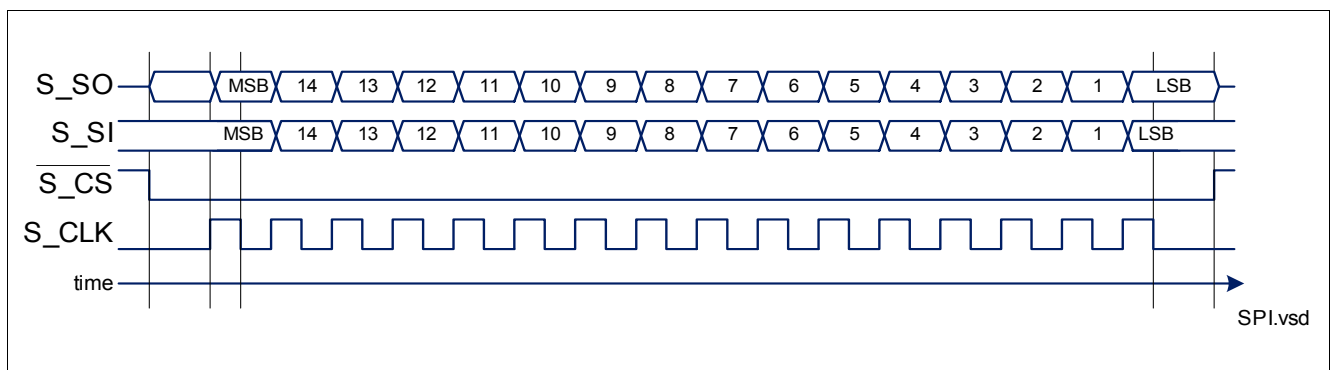 S_SO MSB 14 13 12 11 10 9 8 7 6 5 4 3 2 1 LSB
S_SI MSB 14 13 12 11 10 9 8 7 6 5 4 3 2 1 LSB
S_CS
S_CLK
time
SPI.vsd